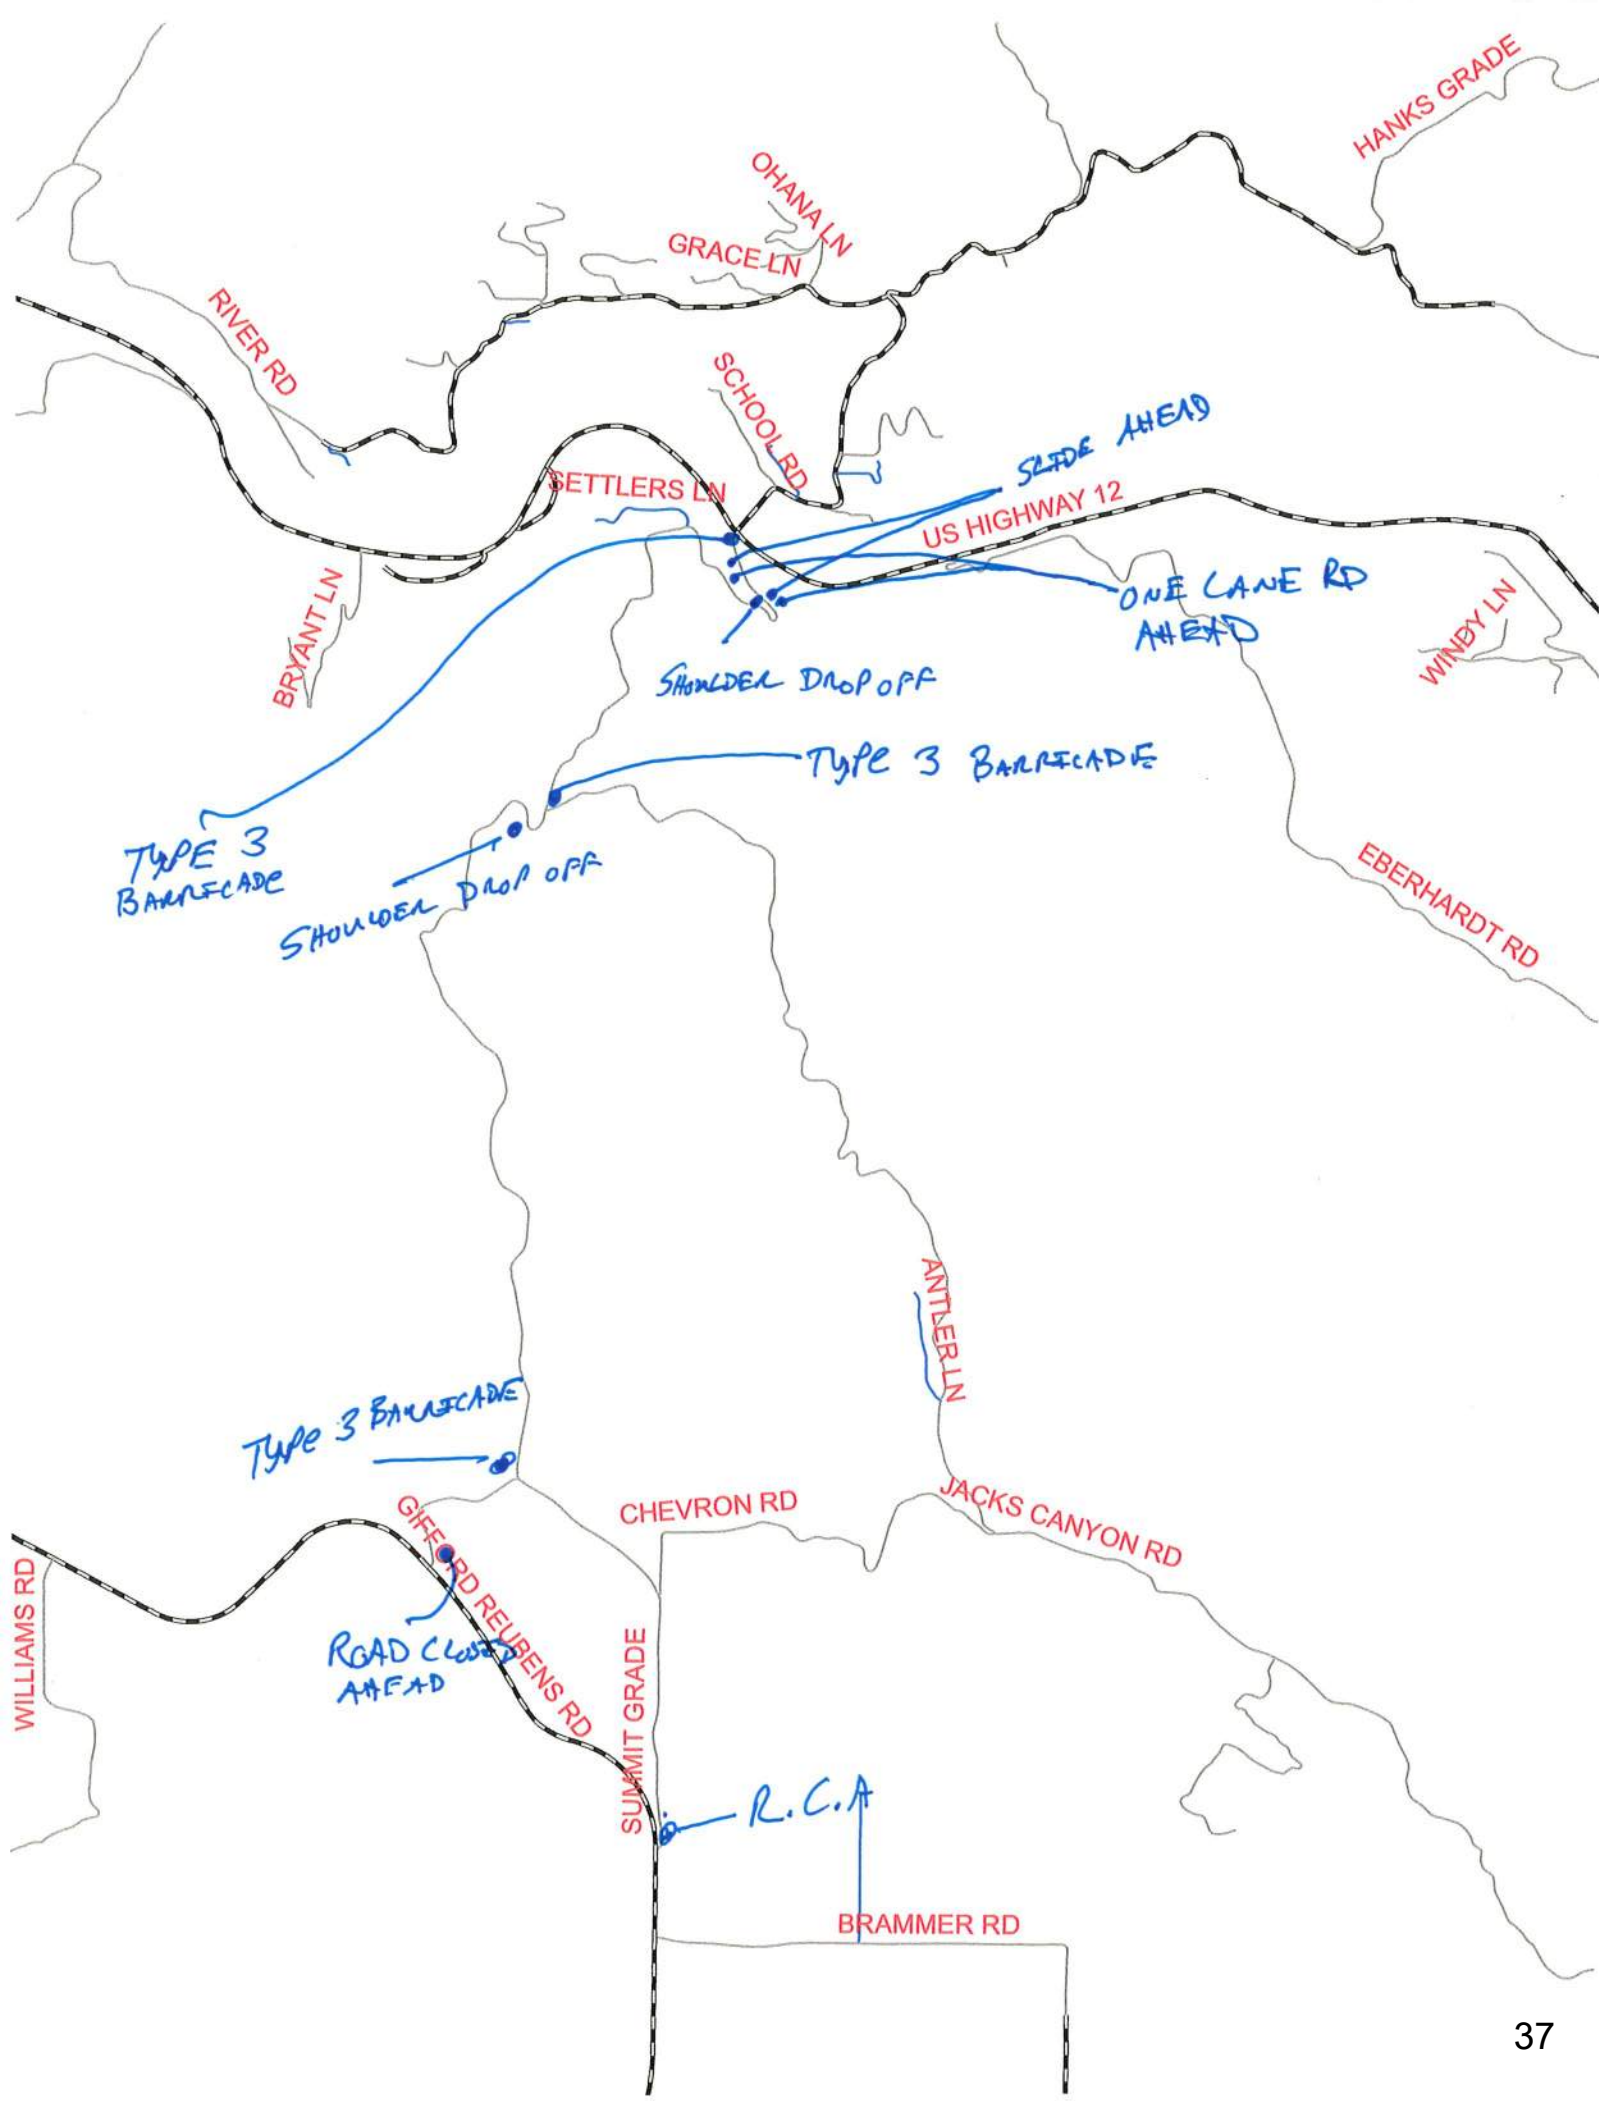 HANKS GRADE
OHANA LN
GRACE LN
RIVER RD
SCHOOL RD
SLIDE AHEAD
SETTLERS LN
US HIGHWAY 12
BRYANT LN
ONE LANE RD
AHEAD
WINDY LN
SHOULDER DROP OFF
TYPE 3 BARRICADE
TYPE 3
BARRICADE
SHOULDER DROP OFF
EBERHARDT RD
ANTLER LN
TYPE 3 BARRICADE
GIFFORD REUBENS RD
CHEVRON RD
JACKS CANYON RD
WILLIAMS RD
ROAD CLOSED
AHEAD
SUMMIT GRADE
R.C.A
BRAMMER RD
37